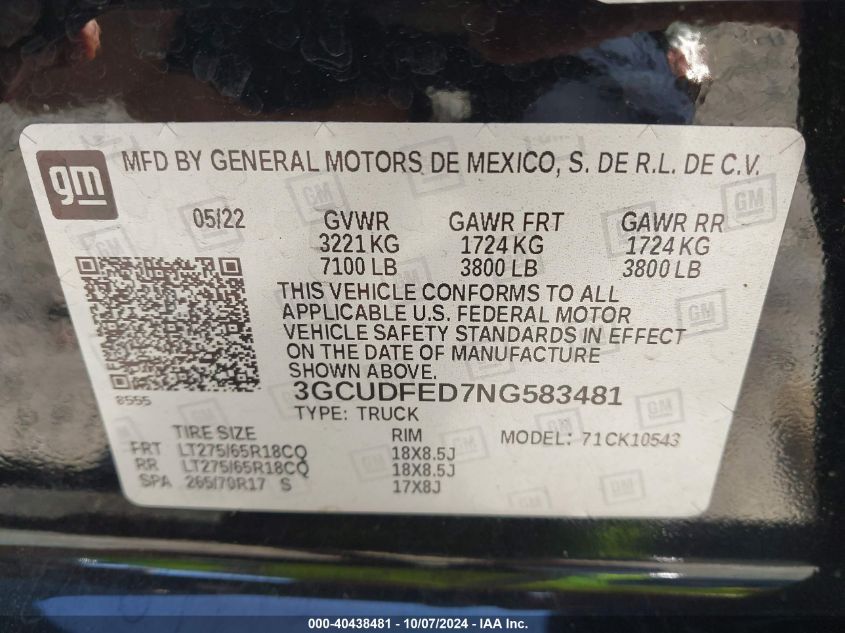 gm
MFD BY GENERAL MOTORS DE MEXICO, S. DE R.L. DE C.V.
05/22 GVWR GAWR FRT GAWR RR
3221 KG 1724 KG 1724 KG
7100 LB 3800 LB 3800 LB
THIS VEHICLE CONFORMS TO ALL
APPLICABLE U.S. FEDERAL MOTOR
VEHICLE SAFETY STANDARDS IN EFFECT
ON THE DATE OF MANUFACTURE
SHOWN ABOVE.
3GCUDFED7NG583481
8555
TYPE: TRUCK
TIRE SIZE RIM MODEL: 71CK10543
FRT LT275/65R18CQ 18X8.5J
RR LT275/65R18CQ 18X8.5J
SPA 265/70R17 S 17X8J
000-40438481 - 10/07/2024 - IAA Inc.